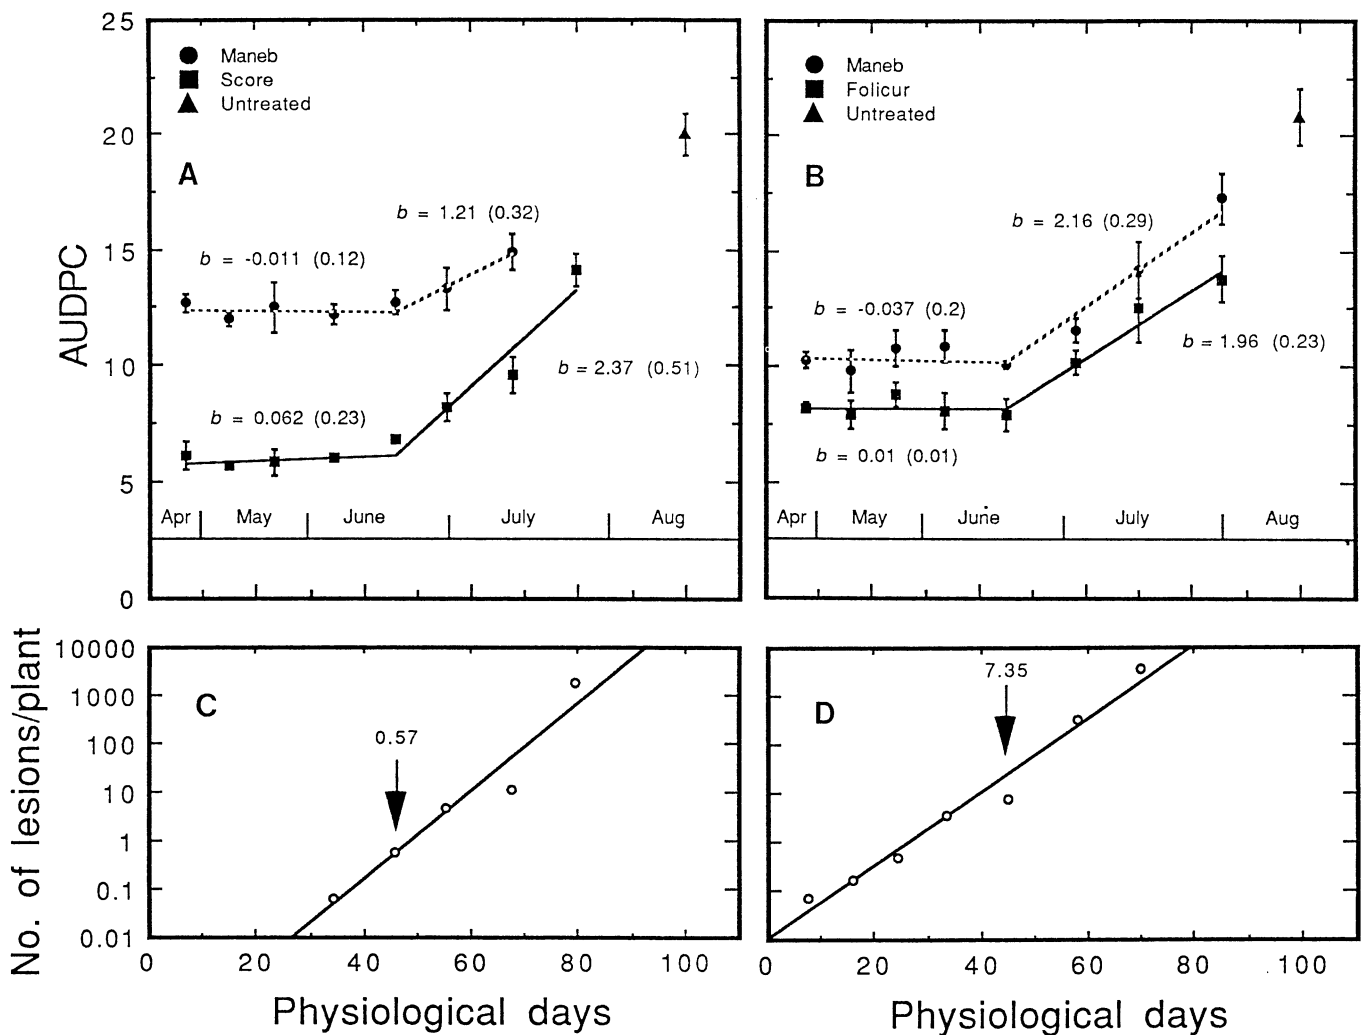 25
20
15
10
5
0
AUDPC
Maneb
Score
Untreated
A
b = -0.011 (0.12)
b = 1.21 (0.32)
b = 0.062 (0.23)
b = 2.37 (0.51)
Apr May June July Aug
Maneb
Folicur
Untreated
B
b = -0.037 (0.2)
b = 2.16 (0.29)
b = 1.96 (0.23)
b = 0.01 (0.01)
Apr May June July Aug
No. of lesions/plant
10000
1000
100
10
1
0.1
0.01
C
0.57
0 20 40 60 80 100
Physiological days
D
7.35
0 20 40 60 80 100
Physiological days